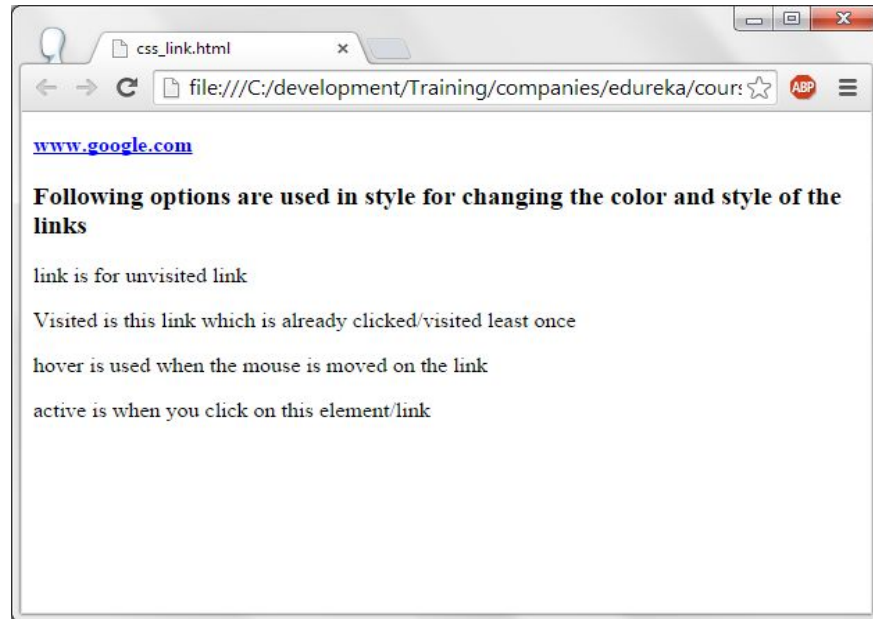 css_link.html
file:///C:/development/Training/companies/edureka/cours
ABP
www.google.com
Following options are used in style for changing the color and style of the
links
link is for unvisited link
Visited is this link which is already clicked/visited least once
hover is used when the mouse is moved on the link
active is when you click on this element/link